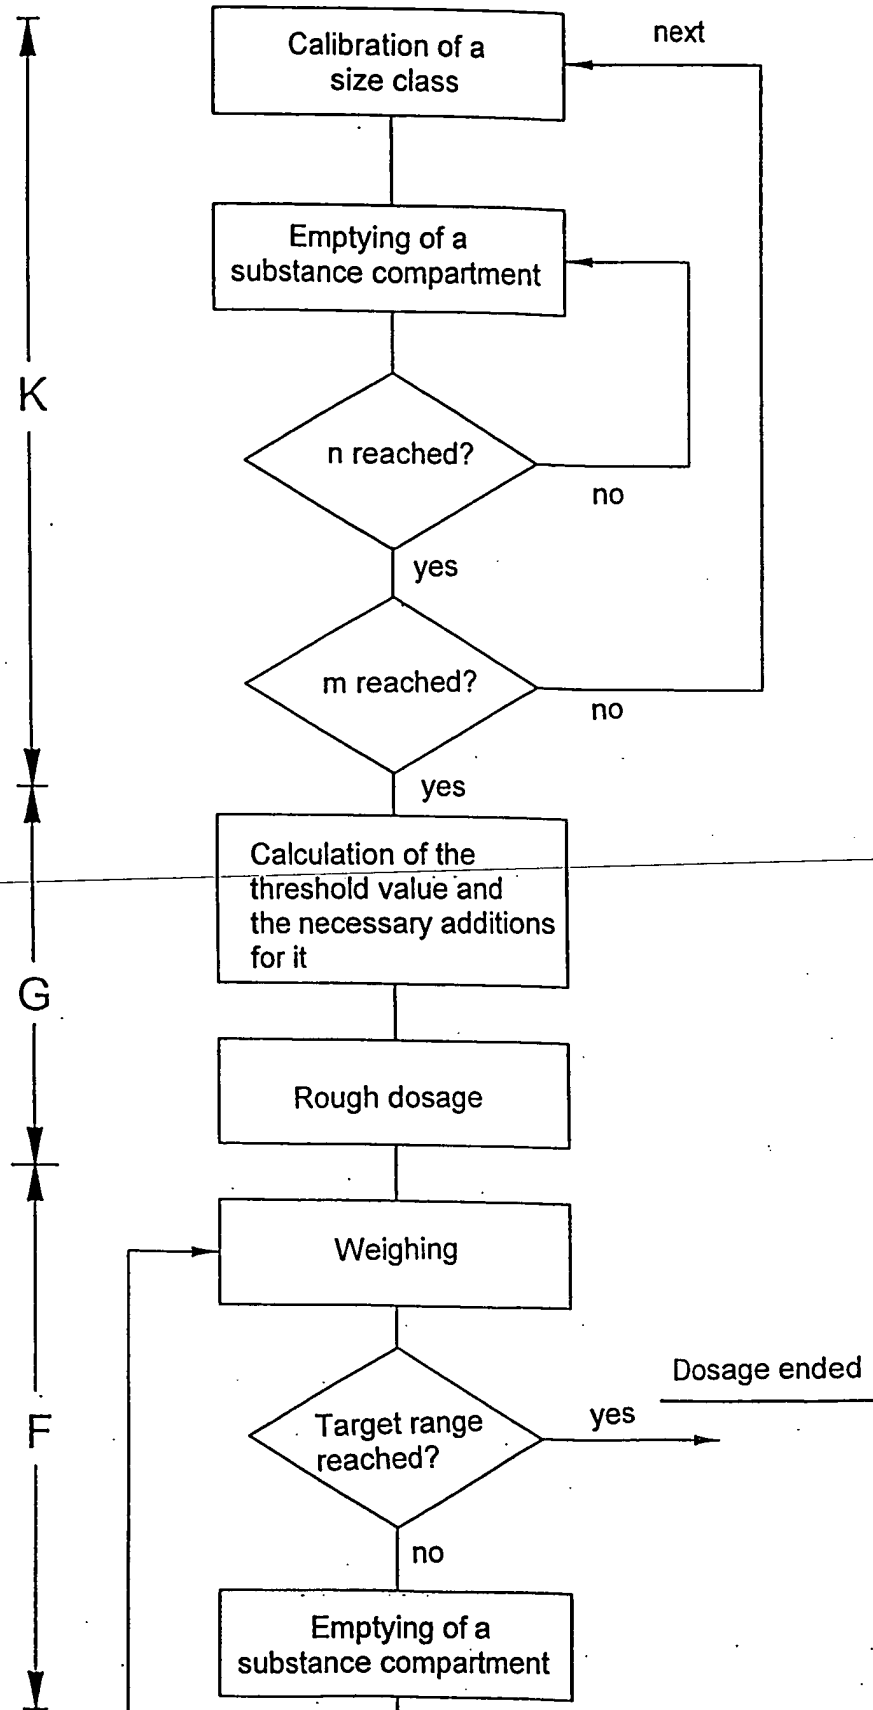 next
Calibration of a
size class
Emptying of a
substance compartment
K
n reached?
no
yes
m reached?
no
yes
Calculation of the
threshold value and
the necessary additions
for it
G
Rough dosage
Weighing
Dosage ended
yes
Target range
reached?
F
no
Emptying of a
substance compartment